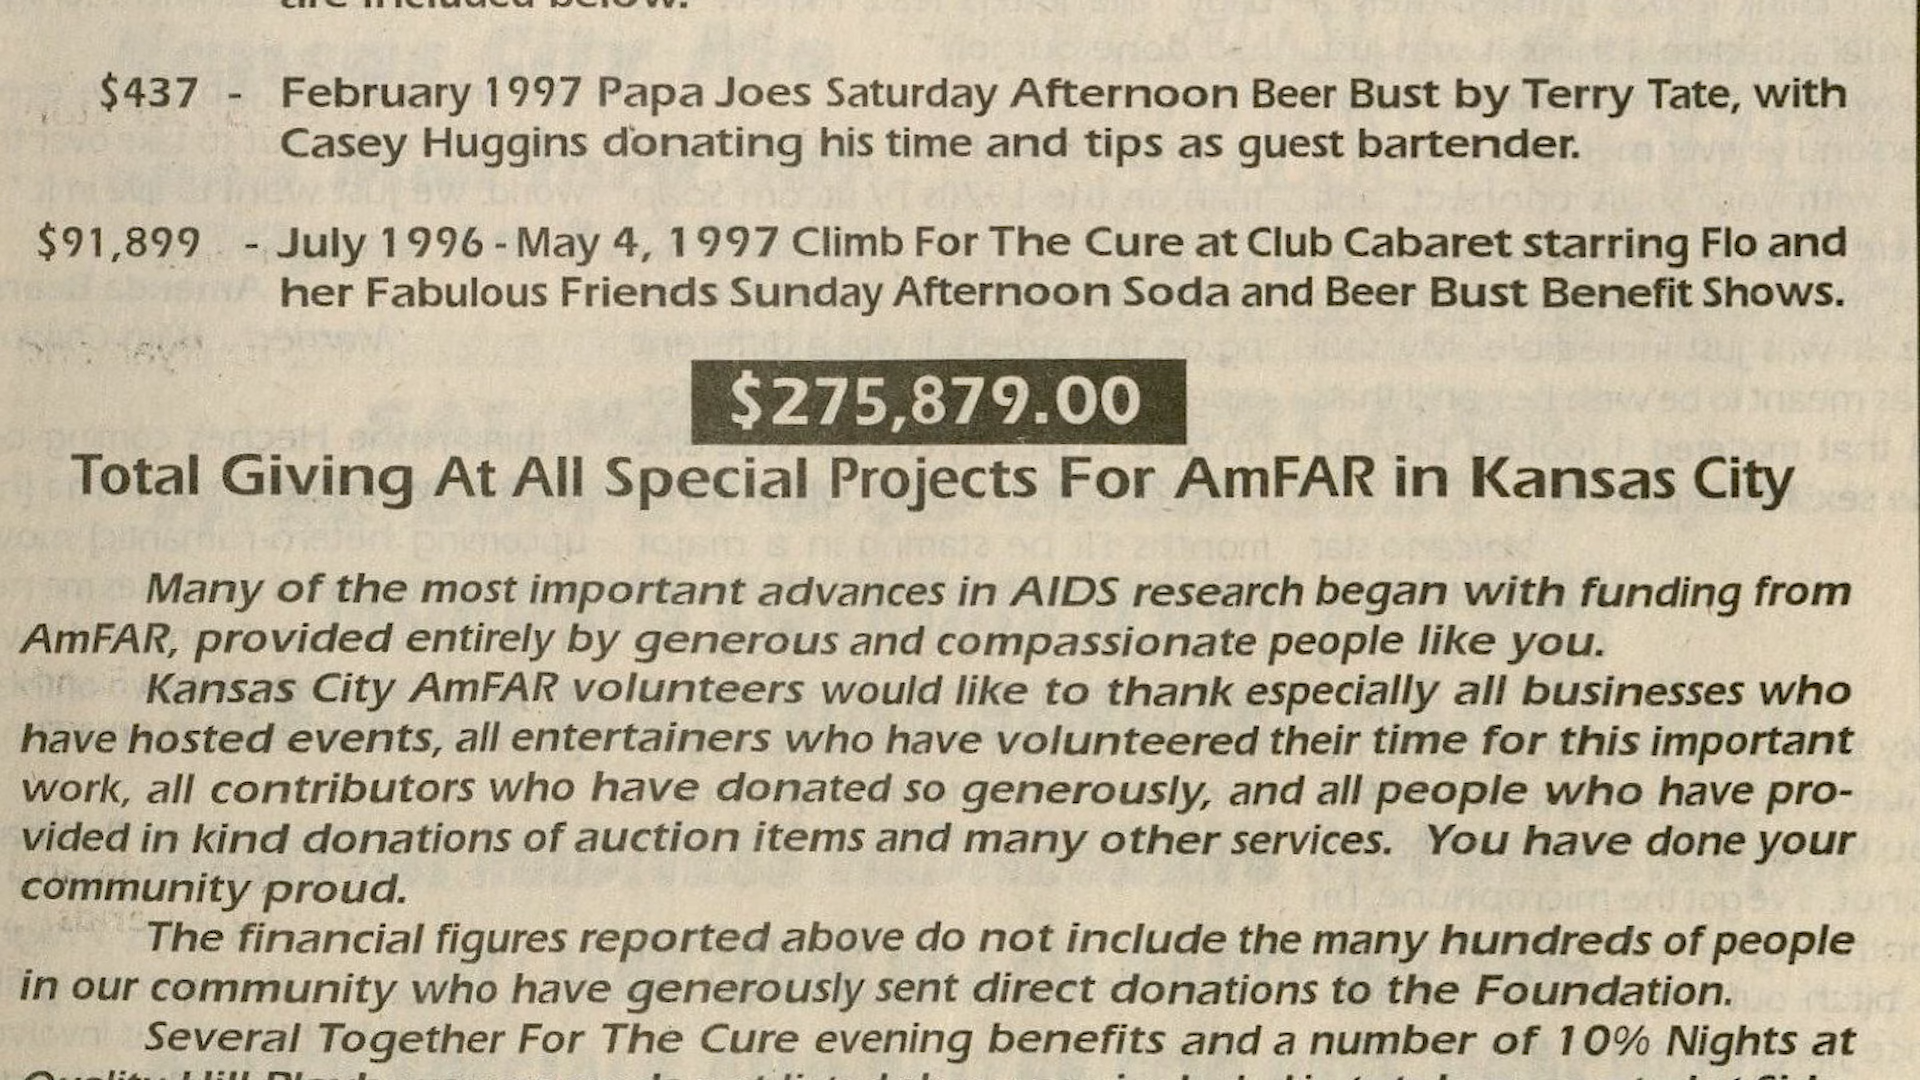 are included below.
$437 - February 1997 Papa Joes Saturday Afternoon Beer Bust by Terry Tate, with
Casey Huggins donating his time and tips as guest bartender.
$91,899 - July 1996 - May 4, 1997 Climb For The Cure at Club Cabaret starring Flo and
her Fabulous Friends Sunday Afternoon Soda and Beer Bust Benefit Shows.
$275,879.00
Total Giving At All Special Projects For AmFAR in Kansas City
Many of the most important advances in AIDS research began with funding from
AmFAR, provided entirely by generous and compassionate people like you.
Kansas City AmFAR volunteers would like to thank especially all businesses who
have hosted events, all entertainers who have volunteered their time for this important
work, all contributors who have donated so generously, and all people who have pro-
vided in kind donations of auction items and many other services. You have done your
community proud.
The financial figures reported above do not include the many hundreds of people
in our community who have generously sent direct donations to the Foundation.
Several Together For The Cure evening benefits and a number of 10% Nights at
Quality Hill